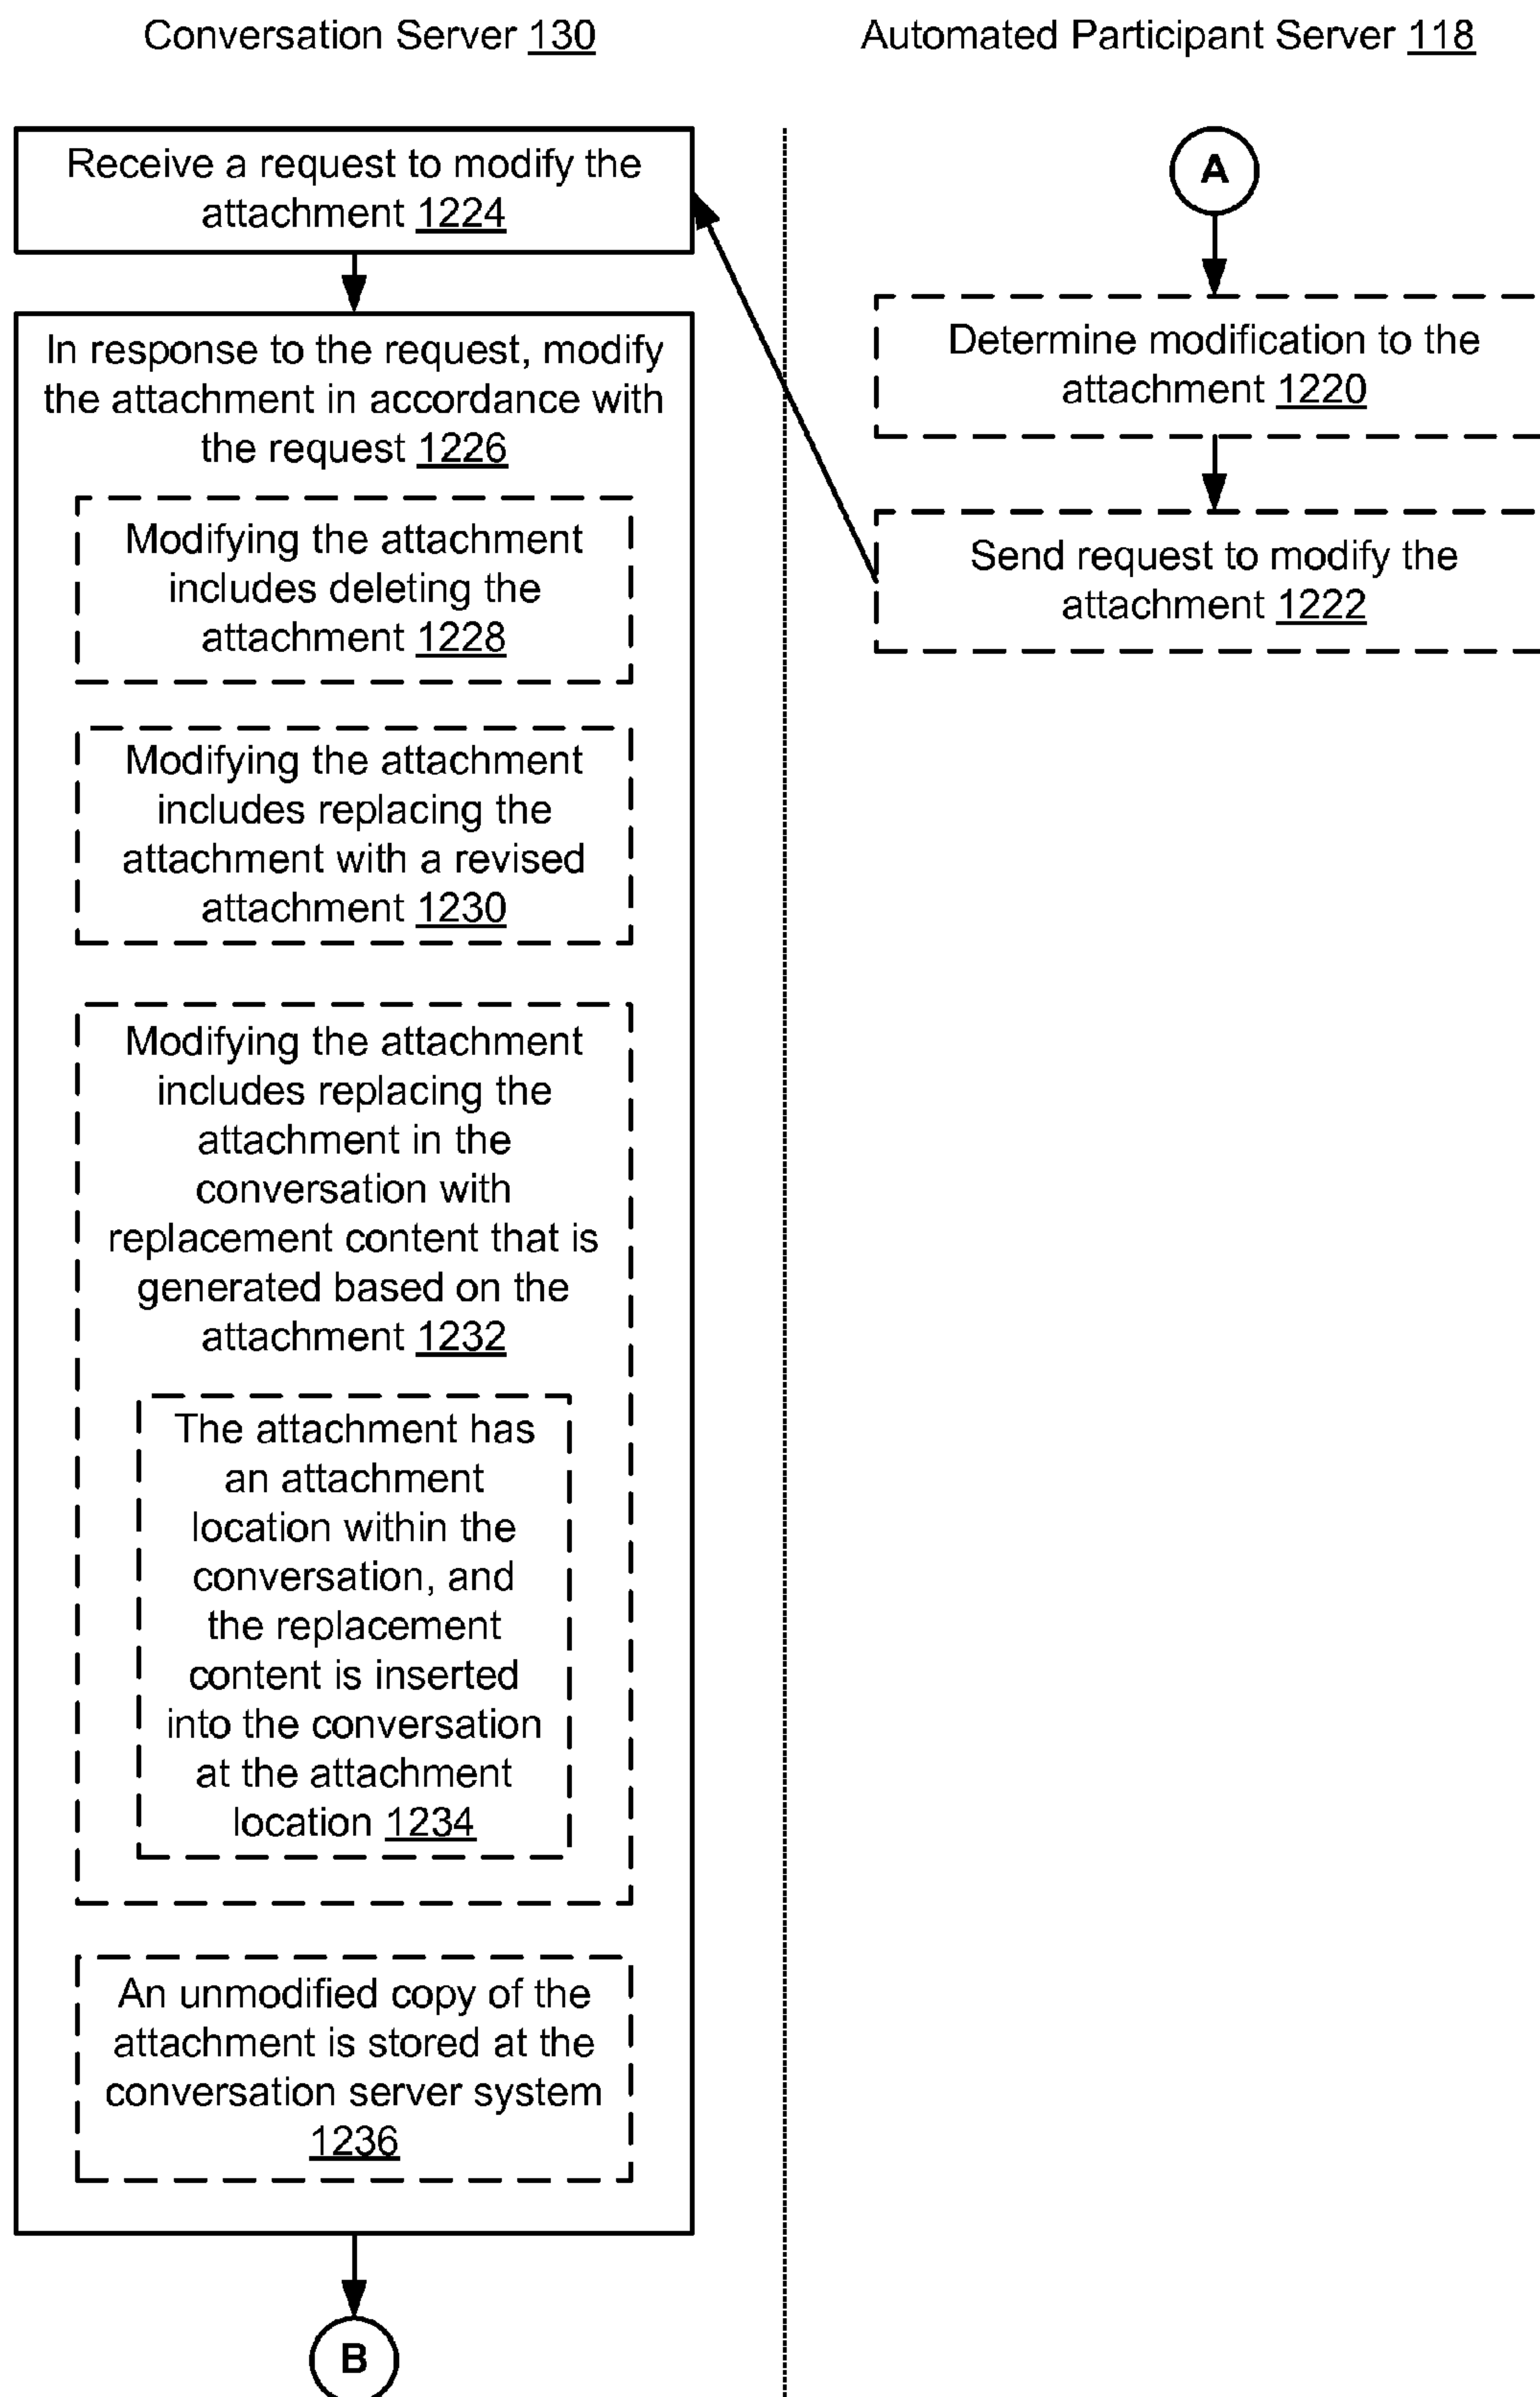 Conversation Server 130
Automated Participant Server 118
Receive a request to modify the
attachment 1224
In response to the request, modify
the attachment in accordance with
the request 1226
Modifying the attachment
includes deleting the
attachment 1228
Modifying the attachment
includes replacing the
attachment with a revised
attachment 1230
Modifying the attachment
includes replacing the
attachment in the
conversation with
replacement content that is
generated based on the
attachment 1232
The attachment has
an attachment
location within the
conversation, and
the replacement
content is inserted
into the conversation
at the attachment
location 1234
An unmodified copy of the
attachment is stored at the
conversation server system
1236
B
A
Determine modification to the
attachment 1220
Send request to modify the
attachment 1222